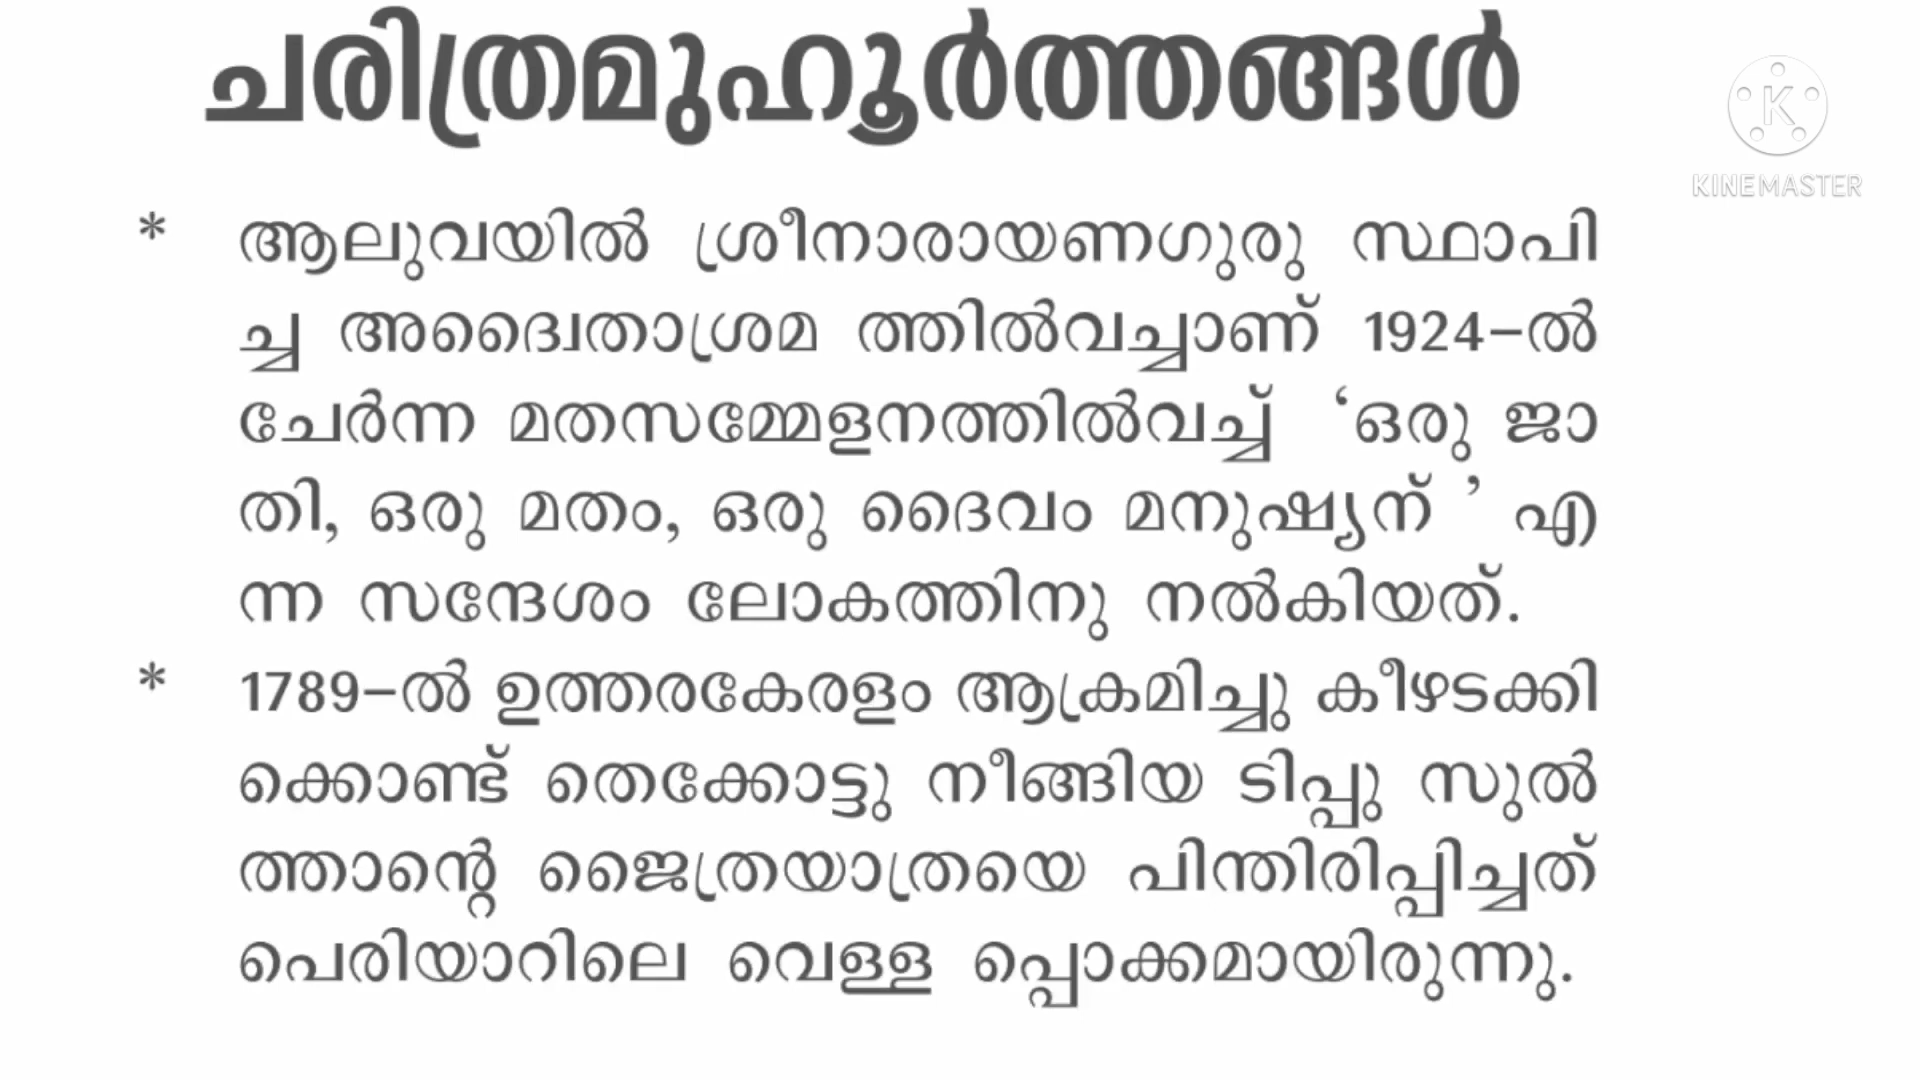 ചരിത്രമുഹൂർത്തങ്ങൾ
K
KINEMASTER
* ആലുവയിൽ ശ്രീനാരായണഗുരു സ്ഥാപി
ച്ച അദ്വൈതാശ്രമ ത്തിൽവച്ചാണ് 1924-ൽ
ചേർന്ന മതസമ്മേളനത്തിൽവച്ച് ‘ഒരു ജാ
തി, ഒരു മതം, ഒരു ദൈവം മനുഷ്യന് ’ എ
ന്ന സന്ദേശം ലോകത്തിനു നൽകിയത്.
* 1789-ൽ ഉത്തരകേരളം ആക്രമിച്ചു കീഴടക്കി
ക്കൊണ്ട് തെക്കോട്ടു നീങ്ങിയ ടിപ്പു സുൽ
ത്താന്റെ ജൈത്രയാത്രയെ പിന്തിരിപ്പിച്ചത്
പെരിയാറിലെ വെള്ള പ്പൊക്കമായിരുന്നു.